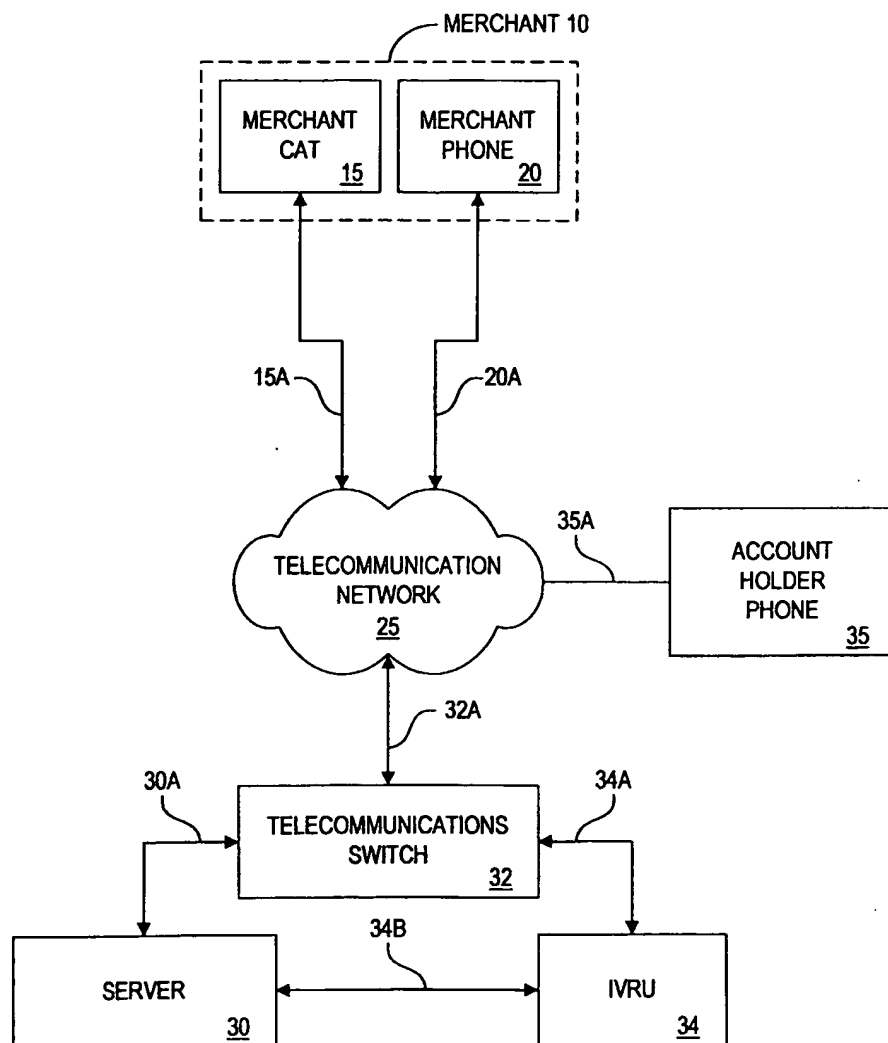 MERCHANT 10
MERCHANT
CAT
15
MERCHANT
PHONE
20
15A
20A
TELECOMMUNICATION
NETWORK
25
35A
ACCOUNT
HOLDER
PHONE
35
32A
30A
34A
TELECOMMUNICATIONS
SWITCH
32
34B
SERVER
30
IVRU
34